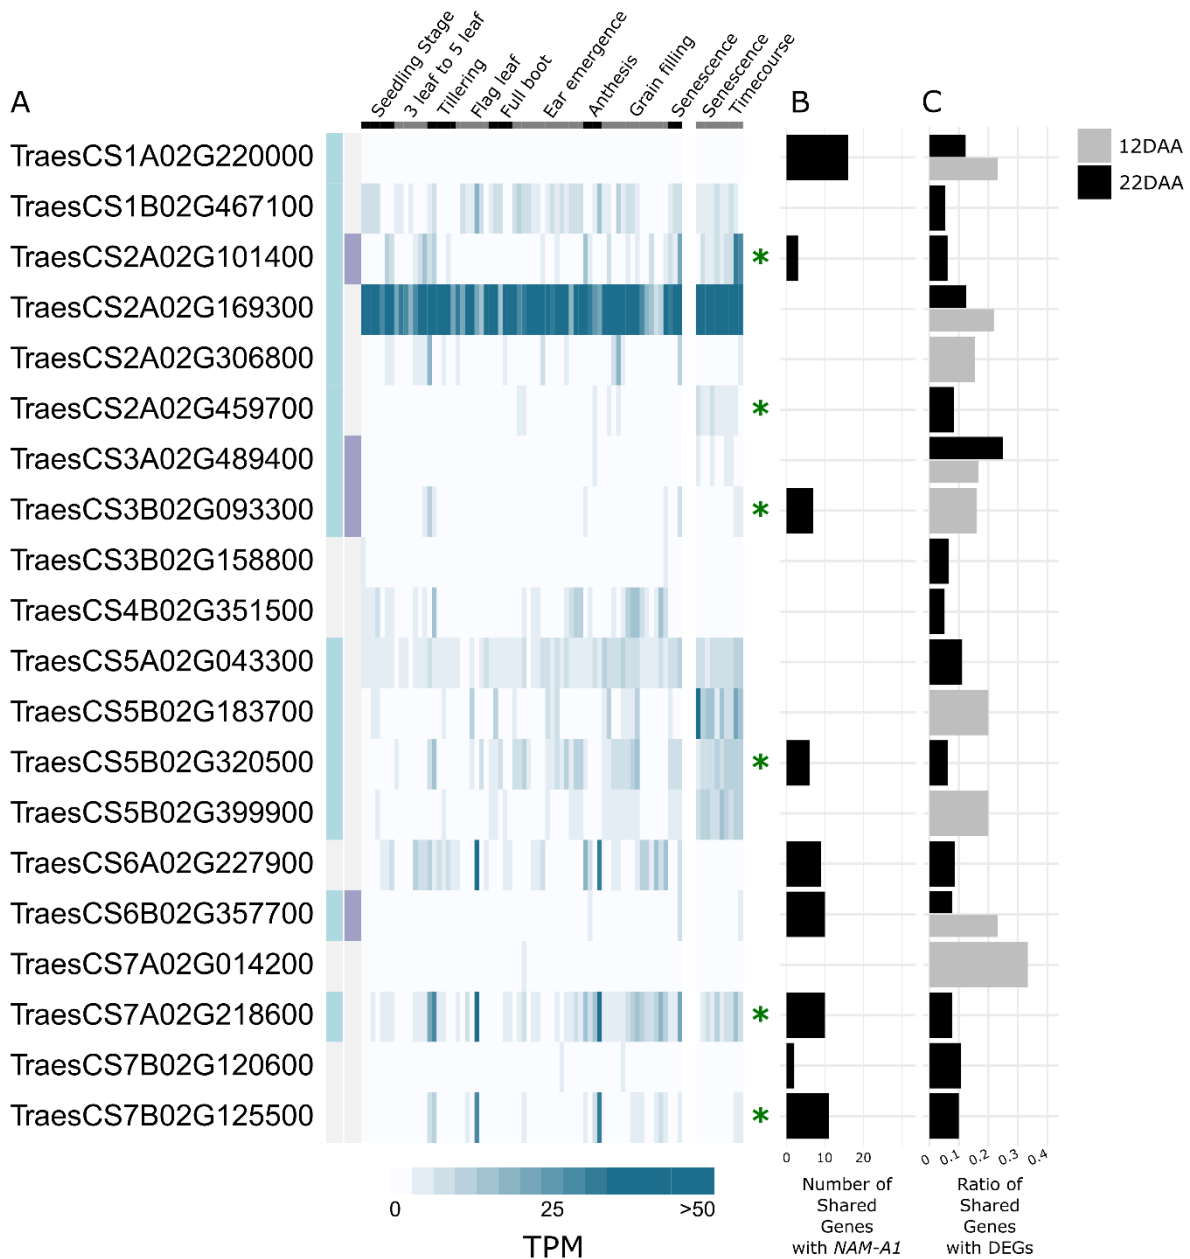 A
Seedling Stage
3 leaf to 5 leaf
Tillering
Flag leaf
Full boot
Ear emergence
Anthesis
Grain filling
Senescence
Senescence
Timecourse
B
C
12DAA
22DAA
TraesCS1A02G220000
TraesCS1B02G467100
TraesCS2A02G101400
*
TraesCS2A02G169300
TraesCS2A02G306800
TraesCS2A02G459700
*
TraesCS3A02G489400
TraesCS3B02G093300
*
TraesCS3B02G158800
TraesCS4B02G351500
TraesCS5A02G043300
TraesCS5B02G183700
TraesCS5B02G320500
*
TraesCS5B02G399900
TraesCS6A02G227900
TraesCS6B02G357700
TraesCS7A02G014200
TraesCS7A02G218600
*
TraesCS7B02G120600
TraesCS7B02G125500
*
0 25 >50
TPM
0 10 20
Number of
Shared
Genes
with NAM-A1
0 0.1 0.2 0.3 0.4
Ratio of
Shared
Genes
with DEGs